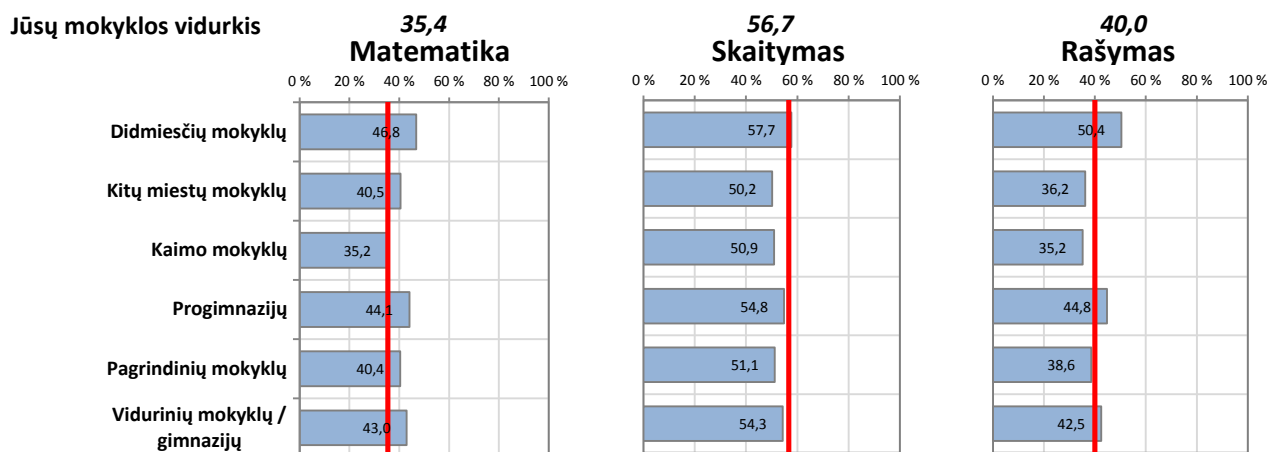 Jūsų mokyklos vidurkis 35,4 56,7 40,0
Matematika Skaitymas Rašymas
0 % 20 % 40 % 60 % 80 % 100 % 0 % 20 % 40 % 60 % 80 % 100 % 0 % 20 % 40 % 60 % 80 % 100 %
Didmiesčių mokyklų 46,8 57,7 50,4
Kitų miestų mokyklų 40,5 50,2 36,2
Kaimo mokyklų 35,2 50,9 35,2
Progimnazijų 44,1 54,8 44,8
Pagrindinių mokyklų 40,4 51,1 38,6
Vidurinių mokyklų /
gimnazijų 43,0 54,3 42,5